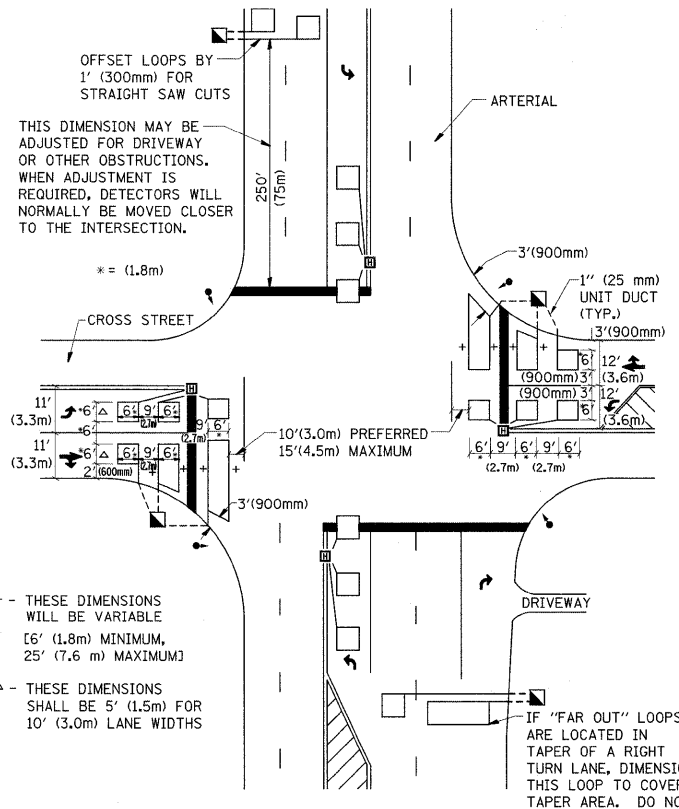 OFFSET LOOPS BY
1' (300mm) FOR
STRAIGHT SAW CUTS
ARTERIAL
THIS DIMENSION MAY BE
ADJUSTED FOR DRIVEWAY
OR OTHER OBSTRUCTIONS.
WHEN ADJUSTMENT IS
REQUIRED, DETECTORS WILL
NORMALLY BE MOVED CLOSER
TO THE INTERSECTION.
250'
(75m)
* = (1.8m)
H
3'(900mm)
1" (25 mm)
UNIT DUCT
(TYP.)
CROSS STREET
3'(900mm)
*6'
12'
(3.6m)
(900mm) 3'
(900mm) 3'
12'
(3.6m)
*6'
H
H
11'
(3.3m)
*6'
6' 9' 6'
(2.7m)
9' 6'
(2.7m) *
*6'
11'
(3.3m)
*6'
6' 9' 6'
(2.7m)
2' (600mm)
10'(3.0m) PREFERRED
15'(4.5m) MAXIMUM
6' 9' 6' 9' 6'
* (2.7m) * (2.7m) *
3'(900mm)
H
- THESE DIMENSIONS
WILL BE VARIABLE
[6' (1.8m) MINIMUM,
25' (7.6 m) MAXIMUM]
DRIVEWAY
△ - THESE DIMENSIONS
SHALL BE 5' (1.5m) FOR
10' (3.0m) LANE WIDTHS
IF "FAR OUT" LOOPS
ARE LOCATED IN
TAPER OF A RIGHT
TURN LANE, DIMENSIO
THIS LOOP TO COVER
TAPER AREA. DO NO